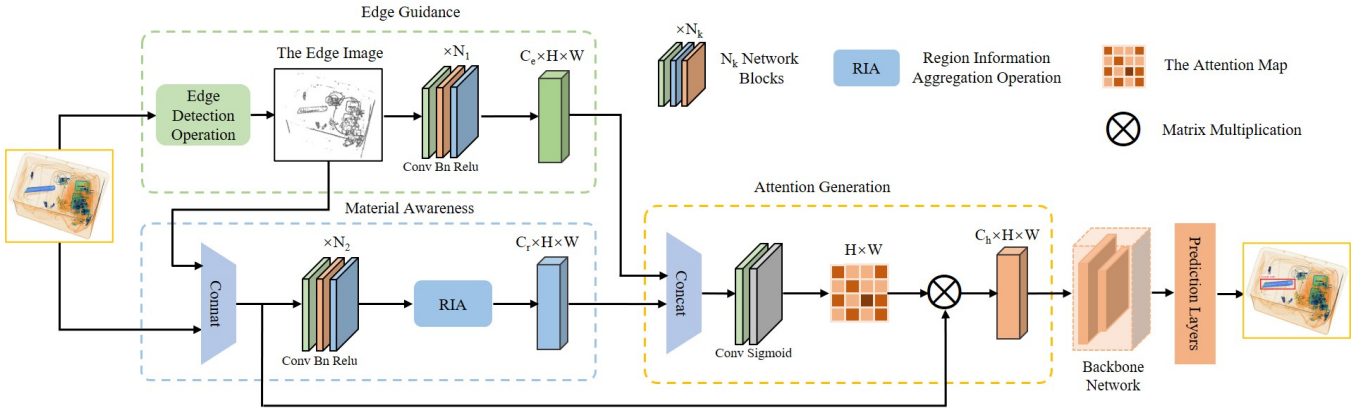 Edge Guidance
The Edge Image
×N1
Ce×H×W
Edge
Detection
Operation
Conv Bn Relu
×Nk
Nk Network
Blocks
RIA
Region Information
Aggregation Operation
The Attention Map
Matrix Multiplication
Material Awareness
Connat
×N2
Conv Bn Relu
RIA
Cr×H×W
Attention Generation
Concat
Conv Sigmoid
H×W
Ch×H×W
Backbone
Network
Prediction Layers